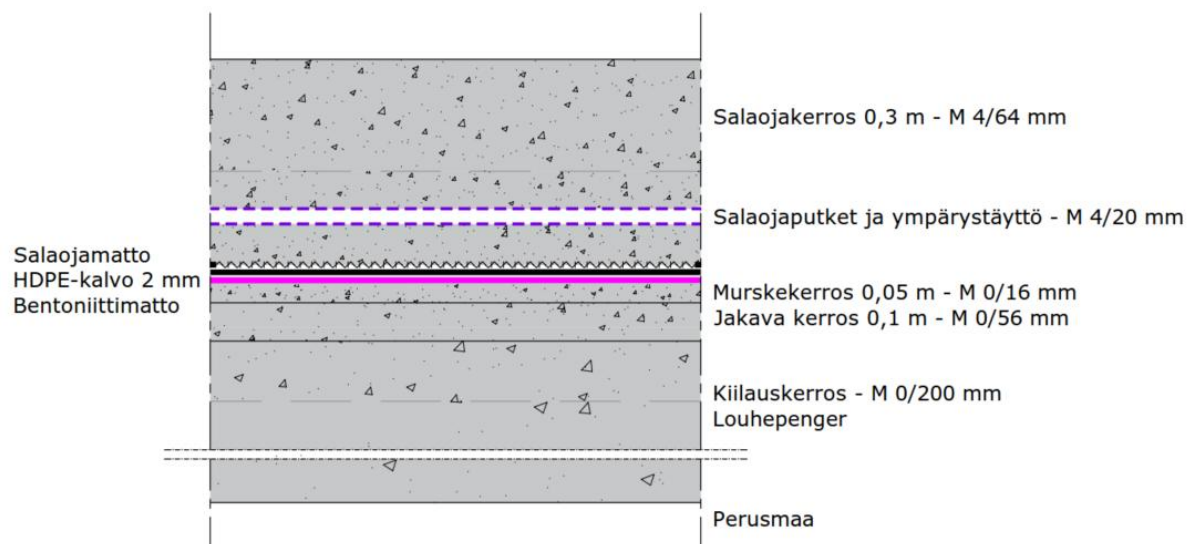 Salaojakerros 0,3 m - M 4/64 mm
Salaojaputket ja ympärystäyttö - M 4/20 mm
Salaojamatto
HDPE-kalvo 2 mm
Bentoniittimatto
Murskekerros 0,05 m - M 0/16 mm
Jakava kerros 0,1 m - M 0/56 mm
Kiilauskerros - M 0/200 mm
Louhepenger
Perusmaa